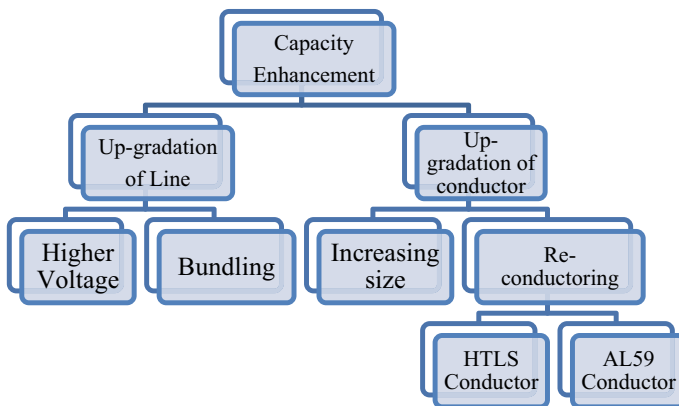 Capacity
Enhancement
Up-gradation
of Line
Up-
gradation of
conductor
Higher
Voltage
Bundling
Increasing
size
Re-
conductoring
HTLS
Conductor
AL59
Conductor